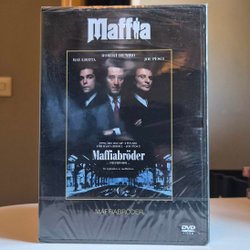 Maffia
ROBERT DE NIRO
RAY LIOTTA
JOE PESCI
Maffiabröder
MAFFIABRÖDER
DVD